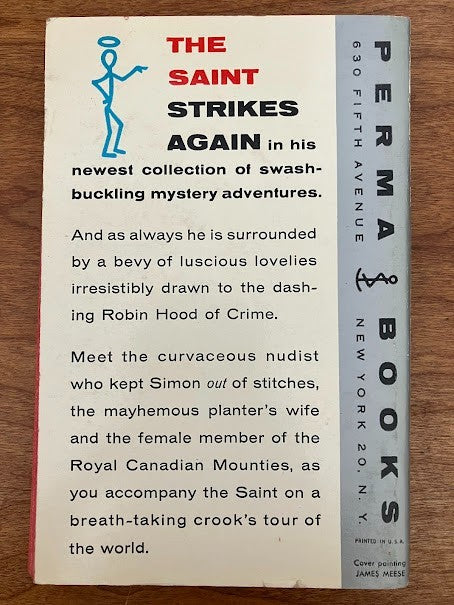 THE
SAINT
STRIKES
AGAIN in his
newest collection of swash-
buckling mystery adventures.
And as always he is surrounded
by a bevy of luscious lovelies
irresistibly drawn to the dash-
ing Robin Hood of Crime.
Meet the curvaceous nudist
who kept Simon out of stitches,
the mayhemous planter's wife
and the female member of the
Royal Canadian Mounties, as
you accompany the Saint on a
breath-taking crook's tour of
the world.
PERMA BOOKS
630 FIFTH AVENUE NEW YORK 20, N. Y.
PRINTED IN U.S.A.
Cover painting
JAMES MEESE